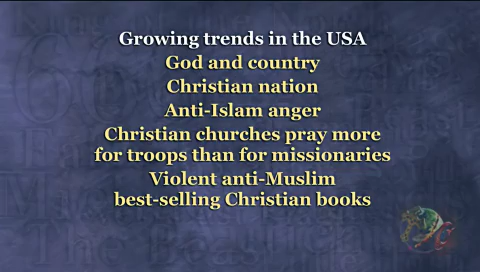 Growing trends in the USA
God and country
Christian nation
Anti-Islam anger
Christian churches pray more
for troops than for missionaries
Violent anti-Muslim
best-selling Christian books